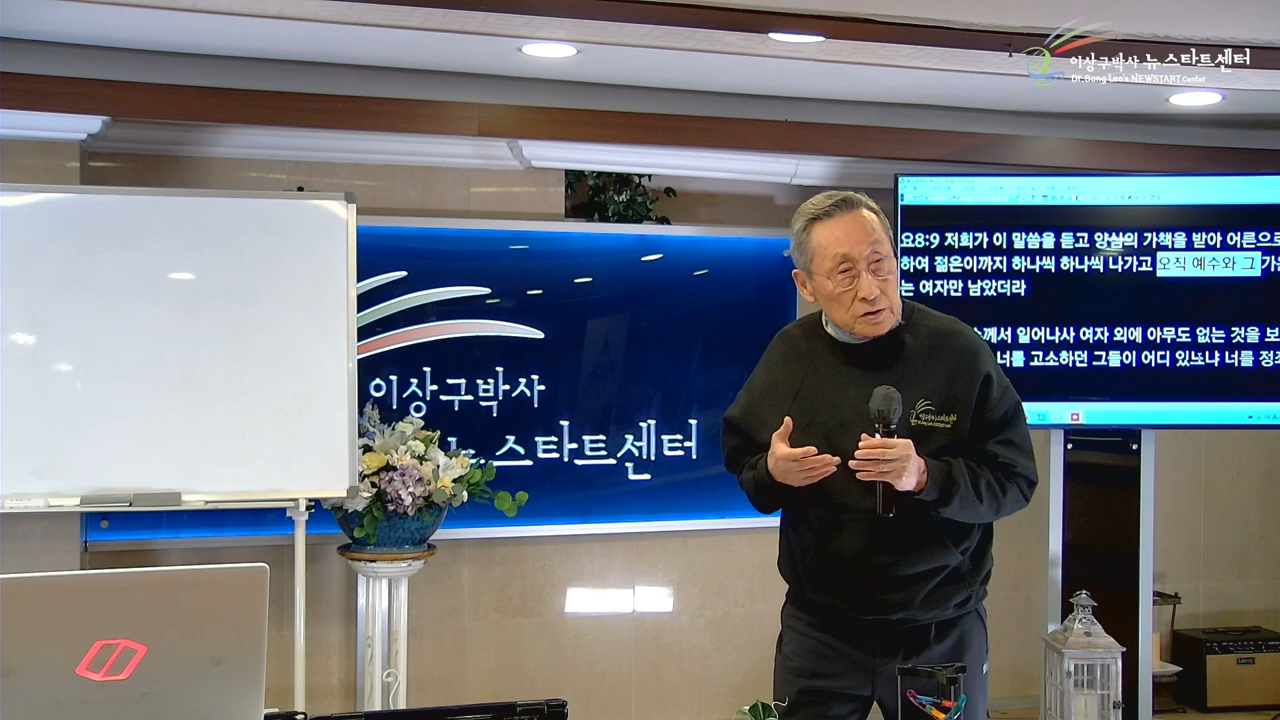 이상구박사 뉴스타트센터
Dr. Sang Lee's NEWSTART Center
요8:9 저희가 이 말씀을 듣고 양심의 가책을 받아 어른으로
하여 젊은이까지 하나씩 하나씩 나가고 오직 예수와 그 가운
는 여자만 남았더라
께서 일어나사 여자 외에 아무도 없는 것을 보
너를 고소하던 그들이 어디 있느냐 너를 정죄
이상구박사
뉴스타트센터
Laney